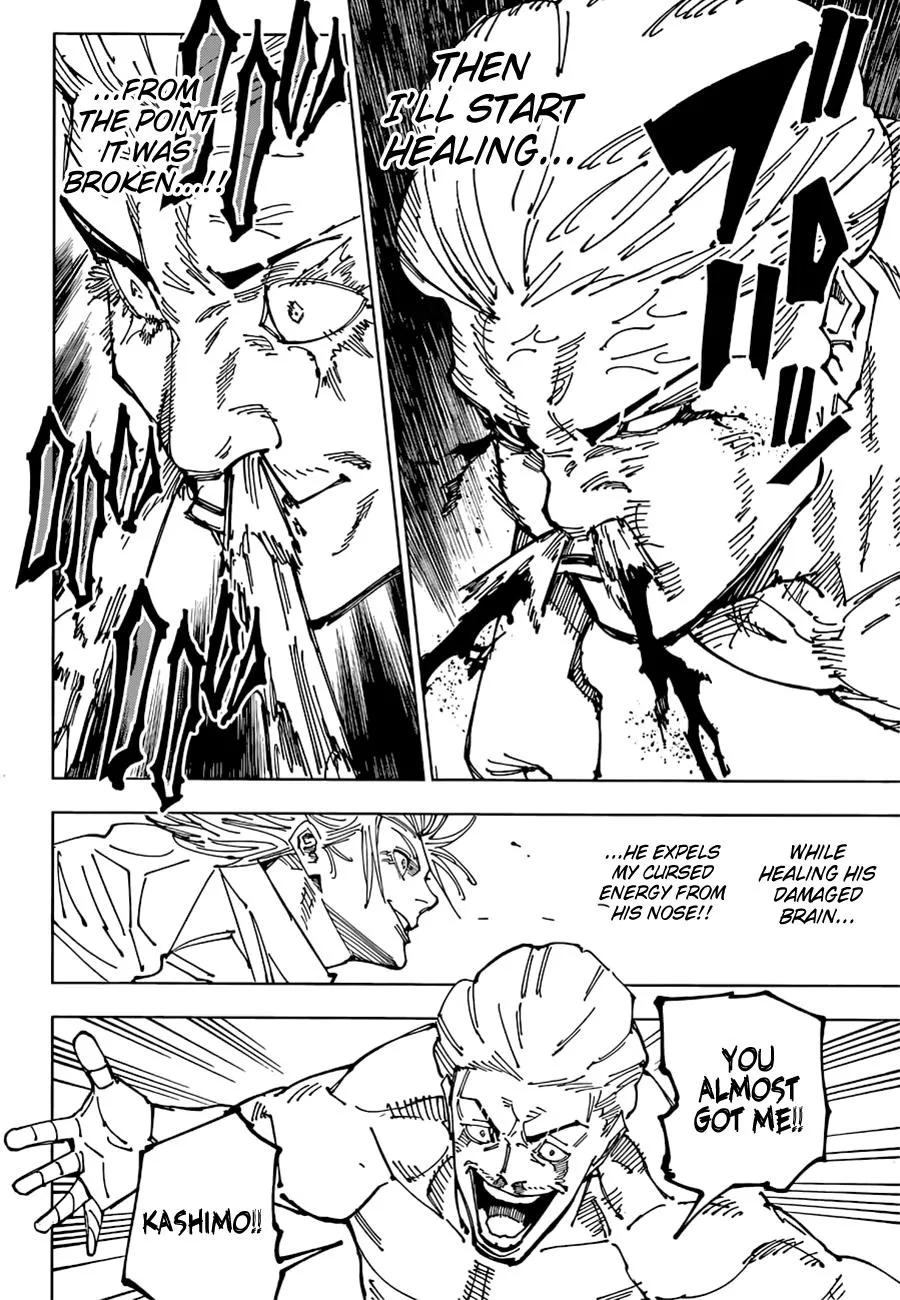 THEN
I'LL START
HEALING...
...FROM
THE POINT
IT WAS
BROKEN...!!
WHILE
HEALING HIS
DAMAGED
BRAIN...
...HE EXPELS
MY CURSED
ENERGY FROM
HIS NOSE!!
YOU
ALMOST
GOT ME!!
KASHIMO!!